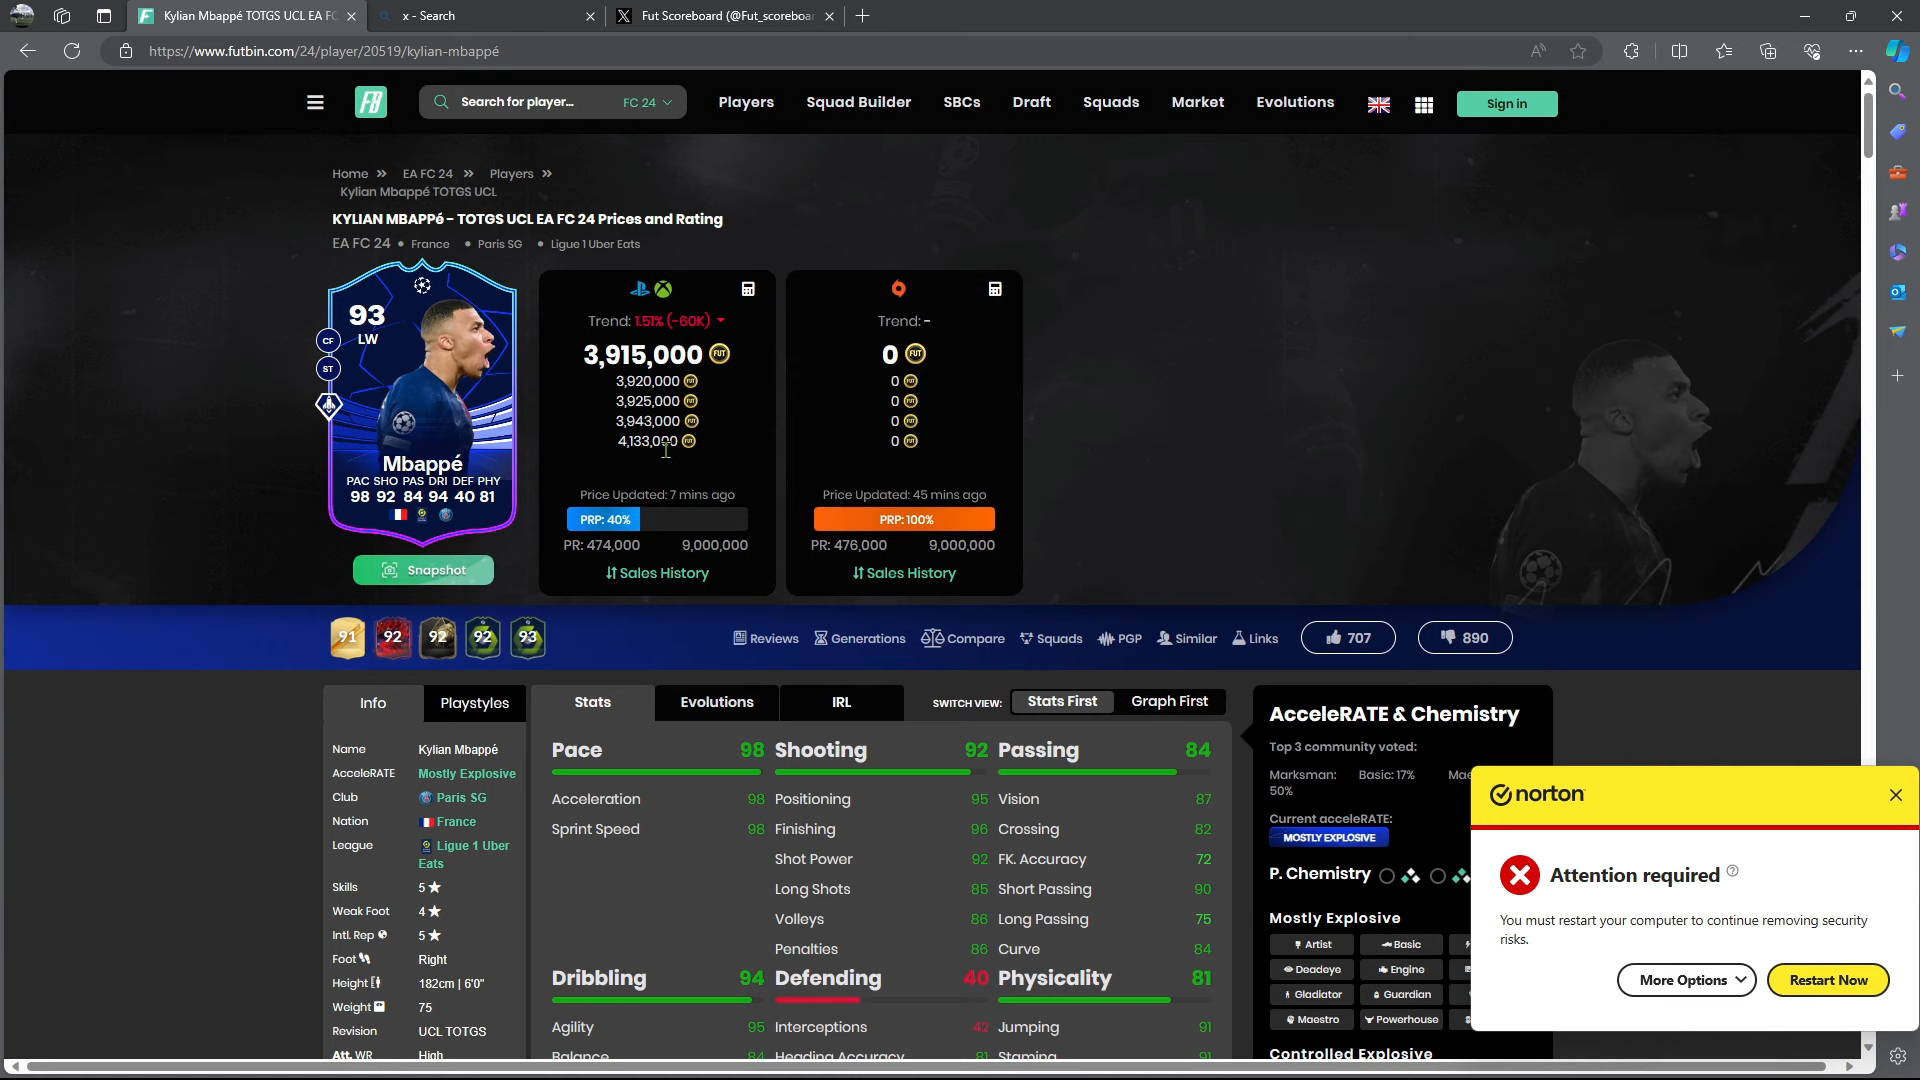 Kylian Mbappé TOTGS UCL EA FC
x - Search
Fut Scoreboard (@Fut_scoreboar
https://www.futbin.com/24/player/20519/kylian-mbappé
Search for player...
FC 24
Players
Squad Builder
SBCs
Draft
Squads
Market
Evolutions
Sign in
Home » EA FC 24 » Players »
Kylian Mbappé TOTGS UCL
KYLIAN MBAPPé - TOTGS UCL EA FC 24 Prices and Rating
EA FC 24 • France • Paris SG • Ligue 1 Uber Eats
93
LW
CF
ST
Mbappé
PAC SHO PAS DRI DEF PHY
98 92 84 94 40 81
Snapshot
Trend: 1.51% (-60K)
3,915,000 FUT
3,920,000
3,925,000
3,943,000
4,133,000
Price Updated: 7 mins ago
PRP: 40%
PR: 474,000 9,000,000
Sales History
Trend: -
0 FUT
0
0
0
0
Price Updated: 45 mins ago
PRP: 100%
PR: 476,000 9,000,000
Sales History
91 92 92 92 93
Reviews
Generations
Compare
Squads
PGP
Similar
Links
707
890
Info
Playstyles
Stats
Evolutions
IRL
SWITCH VIEW:
Stats First
Graph First
Name Kylian Mbappé
AcceleRATE Mostly Explosive
Club Paris SG
Nation France
League Ligue 1 Uber
Eats
Skills 5★
Weak Foot 4★
Intl. Rep 5★
Foot Right
Height 182cm | 6'0"
Weight 75
Revision UCL TOTGS
Att. WR High
Pace 98
Acceleration 98
Sprint Speed 98
Shooting 92
Positioning 95
Finishing 96
Shot Power 92
Long Shots 85
Volleys 86
Penalties 86
Passing 84
Vision 87
Crossing 82
FK. Accuracy 72
Short Passing 90
Long Passing 75
Curve 84
Dribbling 94
Agility 95
Balance 84
Defending 40
Interceptions 42
Heading Accuracy 81
Physicality 81
Jumping 91
Stamina 91
AcceleRATE & Chemistry
Top 3 community voted:
Marksman: Basic: 17% Mae
50%
Current acceleRATE:
MOSTLY EXPLOSIVE
P. Chemistry
Mostly Explosive
Artist
Basic
Deadeye
Engine
Gladiator
Guardian
Maestro
Powerhouse
Controlled Explosive
norton
Attention required
You must restart your computer to continue removing security
risks.
More Options
Restart Now